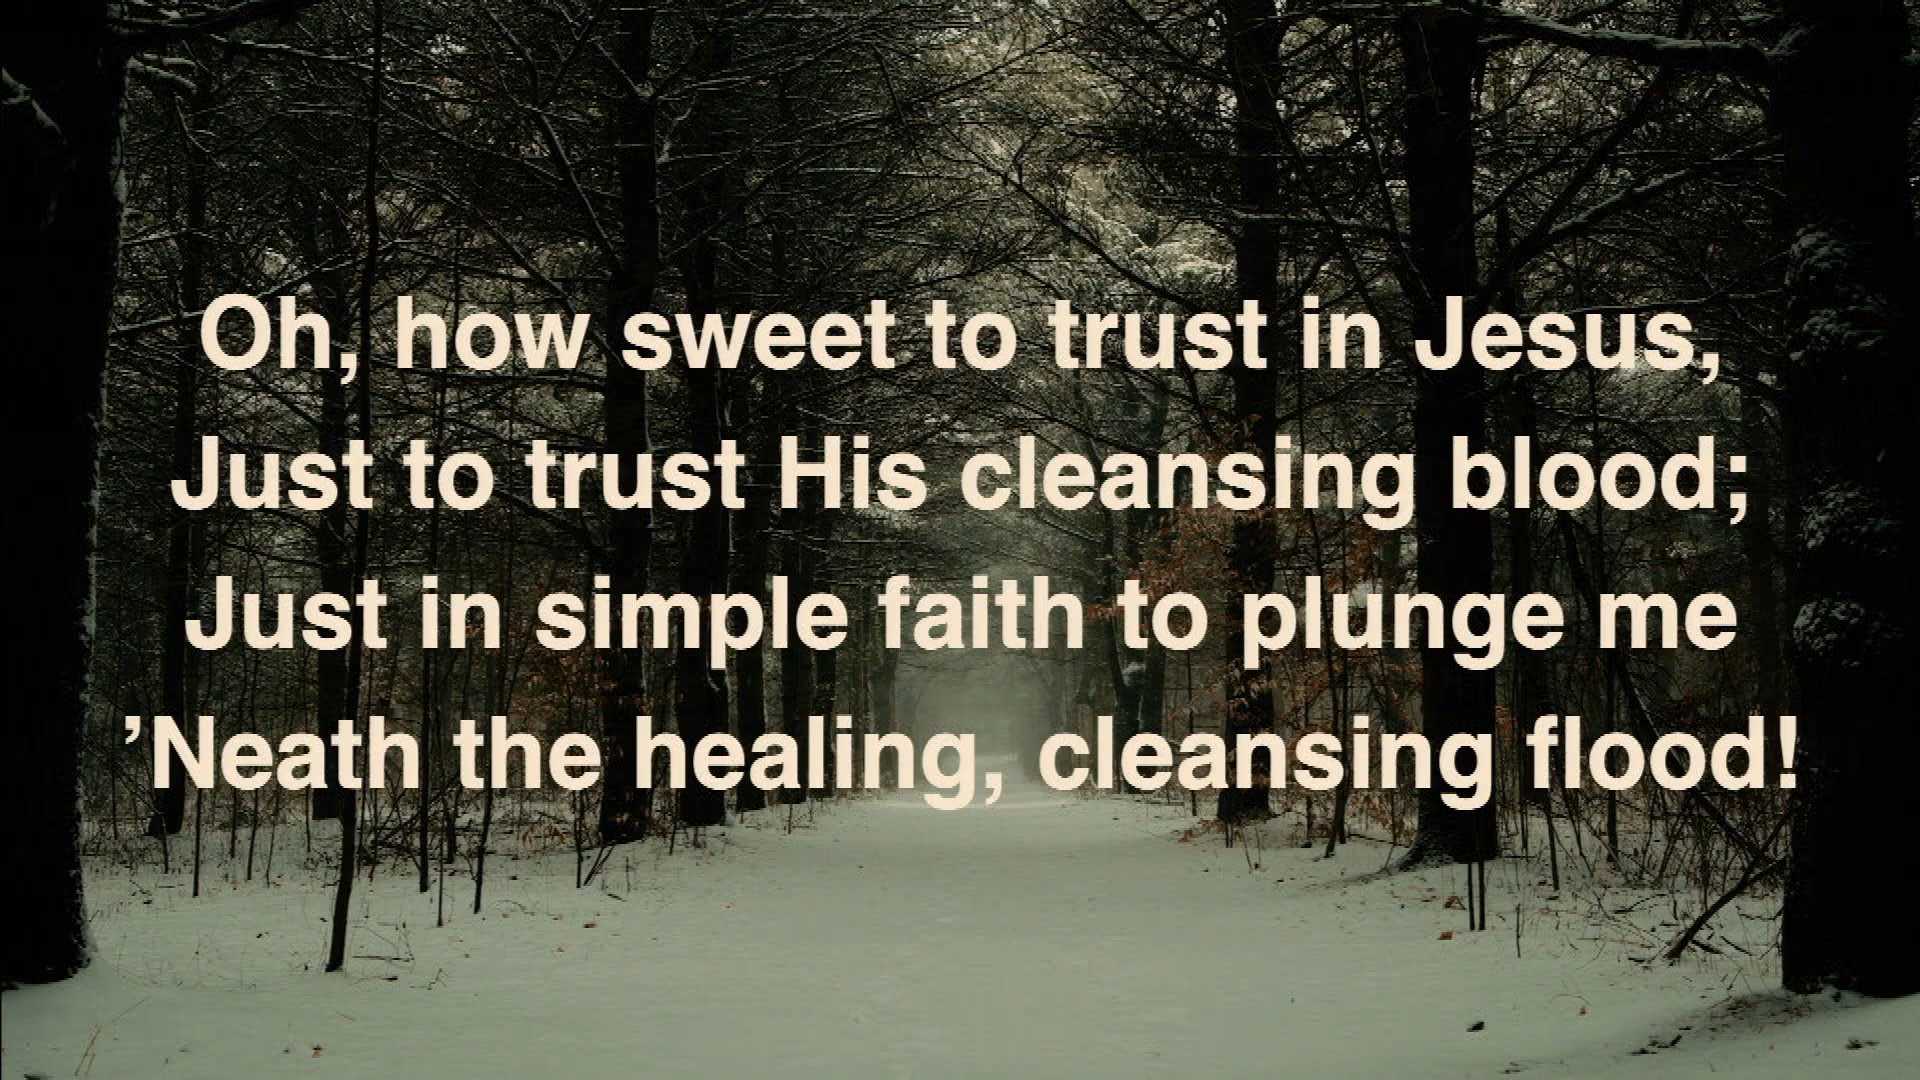 Oh, how sweet to trust in Jesus,
Just to trust His cleansing blood;
Just in simple faith to plunge me
’Neath the healing, cleansing flood!